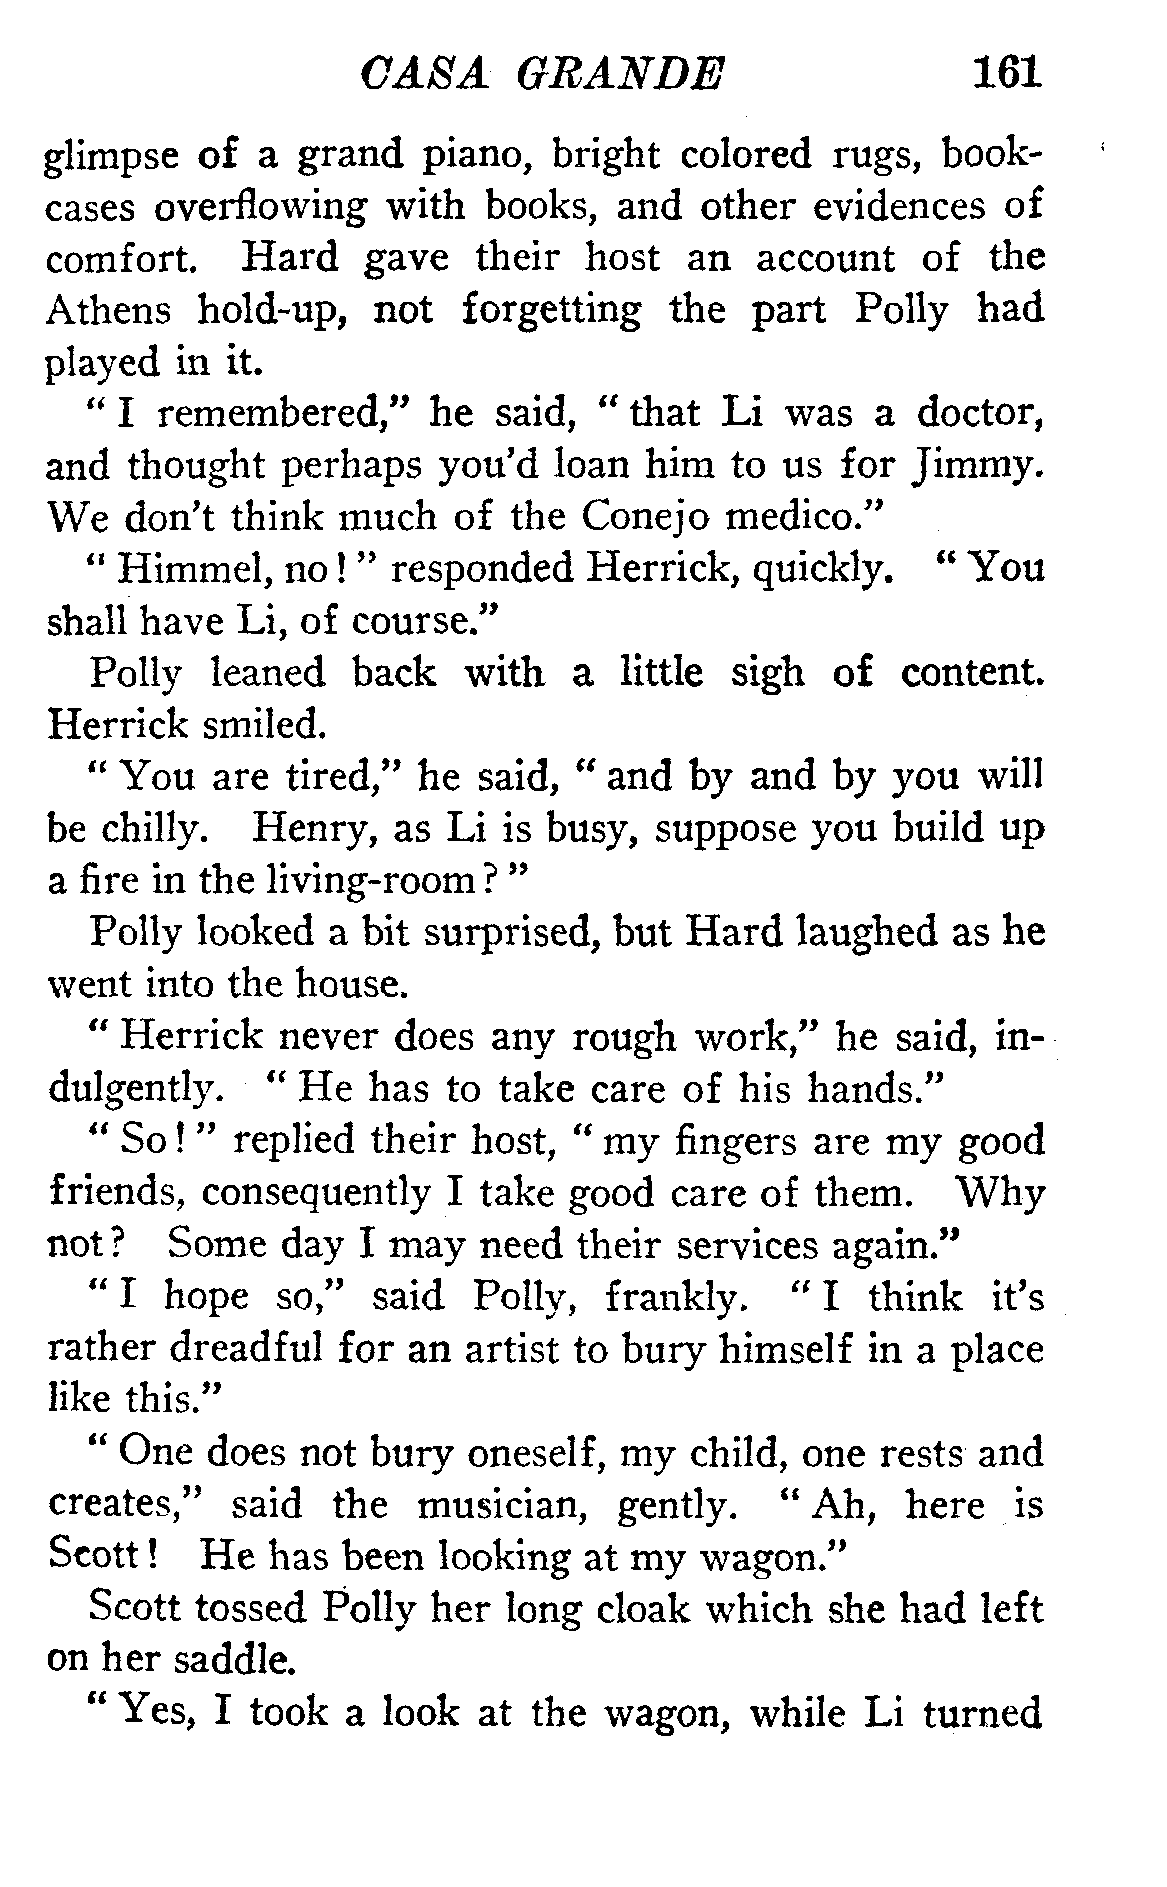 CASA GRANDE 161
glimpse of a grand piano, bright colored rugs, book-
cases overflowing with books, and other evidences of
comfort. Hard gave their host an account of the
Athens hold-up, not forgetting the part Polly had
played in it.
“ I remembered,” he said, “ that Li was a doctor,
and thought perhaps you’d loan him to us for Jimmy.
We don’t think much of the Conejo medico.”
“ Himmel, no ! ” responded Herrick, quickly. “ You
shall have Li, of course.”
Polly leaned back with a little sigh of content.
Herrick smiled.
“ You are tired,” he said, “ and by and by you will
be chilly. Henry, as Li is busy, suppose you build up
a fire in the living-room ? ”
Polly looked a bit surprised, but Hard laughed as he
went into the house.
“ Herrick never does any rough work,” he said, in-
dulgently. “ He has to take care of his hands.”
“ So ! ” replied their host, “ my fingers are my good
friends, consequently I take good care of them. Why
not ? Some day I may need their services again.”
“ I hope so,” said Polly, frankly. “ I think it’s
rather dreadful for an artist to bury himself in a place
like this.”
“ One does not bury oneself, my child, one rests and
creates,” said the musician, gently. “ Ah, here is
Scott ! He has been looking at my wagon.”
Scott tossed Polly her long cloak which she had left
on her saddle.
“ Yes, I took a look at the wagon, while Li turned